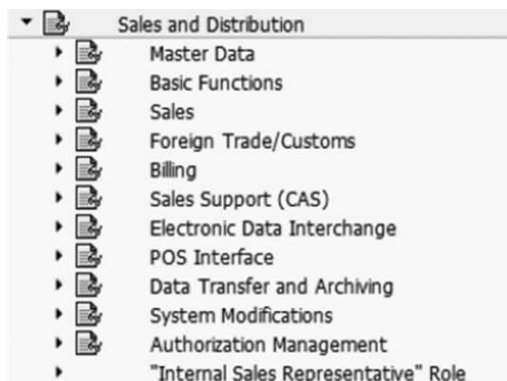 Sales and Distribution
Master Data
Basic Functions
Sales
Foreign Trade/Customs
Billing
Sales Support (CAS)
Electronic Data Interchange
POS Interface
Data Transfer and Archiving
System Modifications
Authorization Management
"Internal Sales Representative" Role